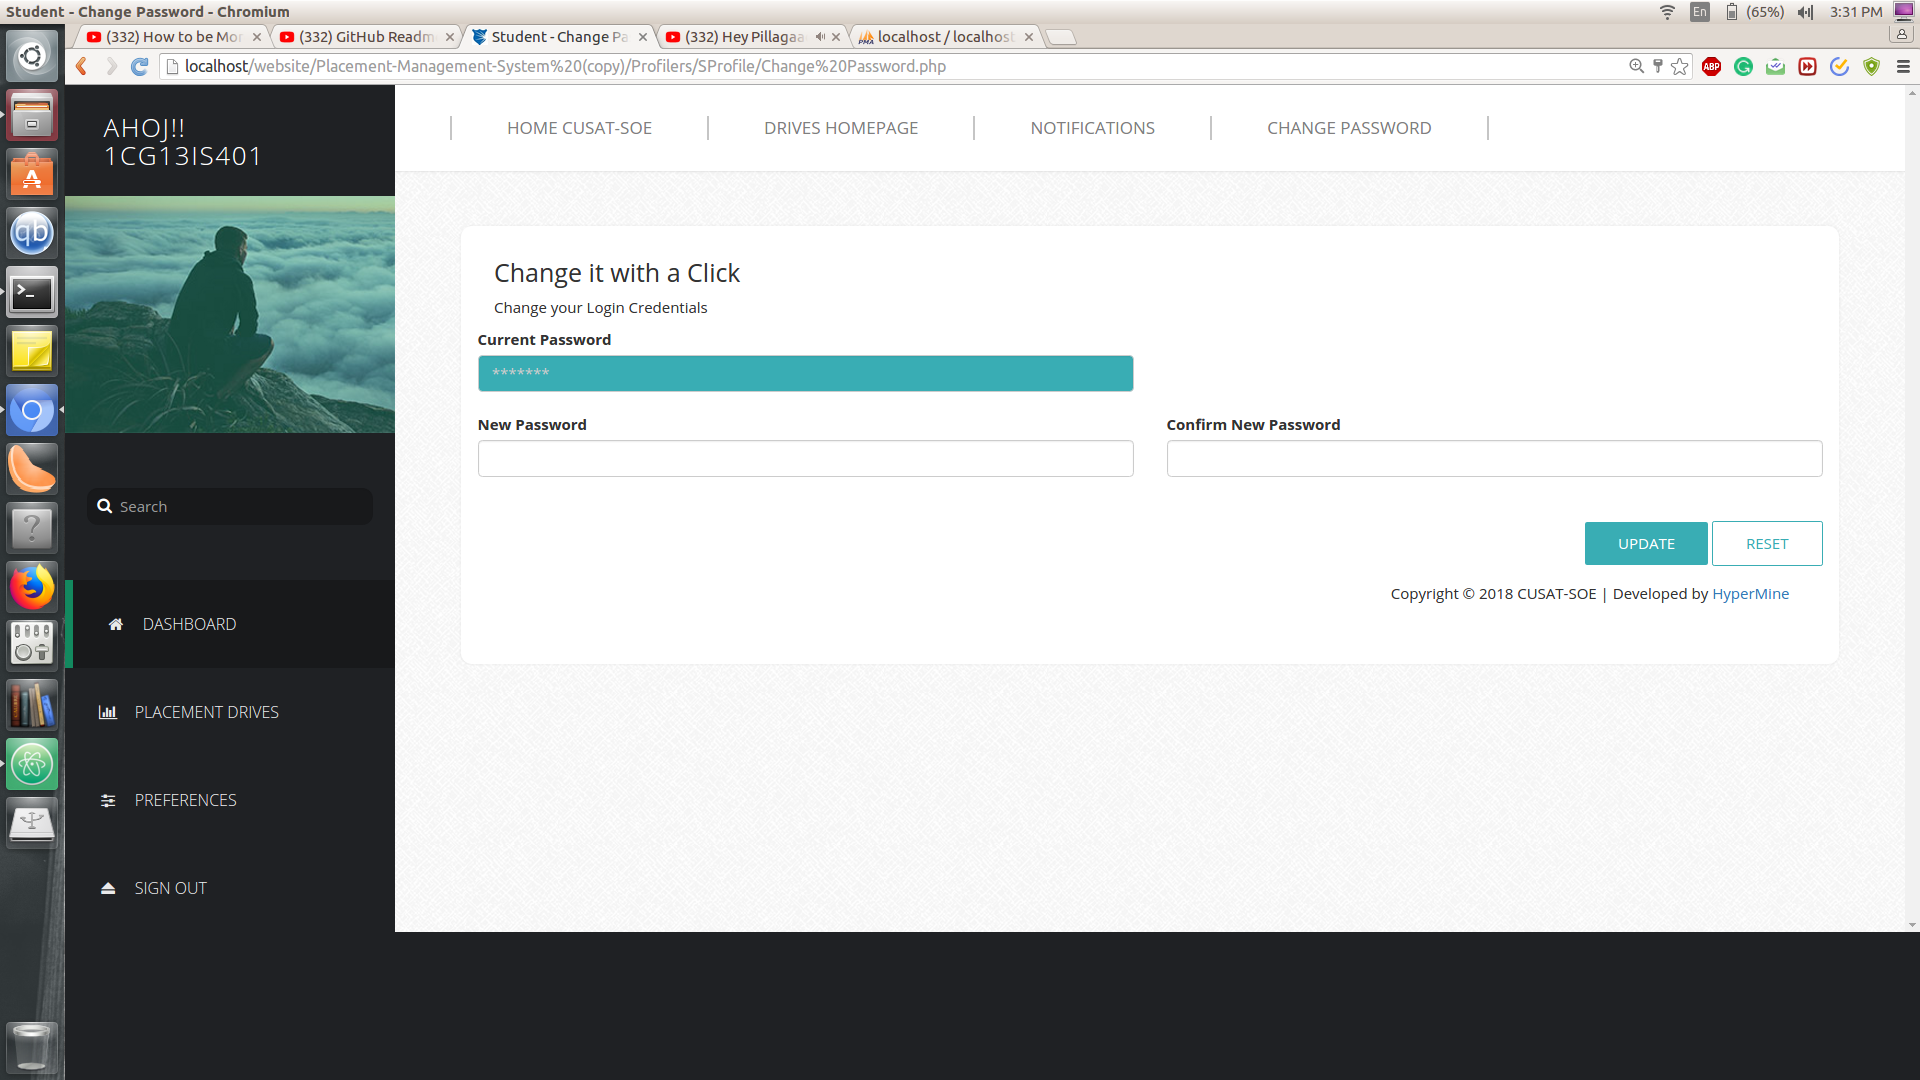 Student - Change Password - Chromium
En
(65%)
3:31 PM
(332) How to be Mor
(332) GitHub Readm
Student - Change Pa
(332) Hey Pillagaa
localhost / localhost
localhost/website/Placement-Management-System%20(copy)/Profilers/SProfile/Change%20Password.php
ABP
AHOJ!!
1CG13IS401
HOME CUSAT-SOE
DRIVES HOMEPAGE
NOTIFICATIONS
CHANGE PASSWORD
Change it with a Click
Change your Login Credentials
Current Password
*******
New Password
Confirm New Password
UPDATE
RESET
Copyright © 2018 CUSAT-SOE | Developed by HyperMine
Search
DASHBOARD
PLACEMENT DRIVES
PREFERENCES
SIGN OUT
qb